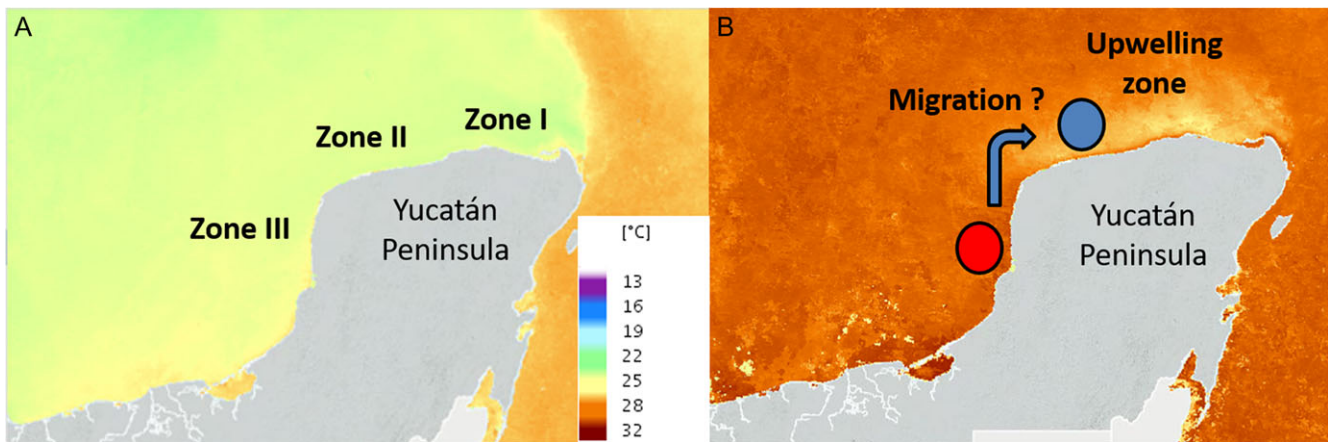 A
Zone I
Zone II
Zone III
Yucatán
Peninsula
[°C]
13
16
19
22
25
28
32
B
Upwelling
zone
Migration ?
Yucatán
Peninsula